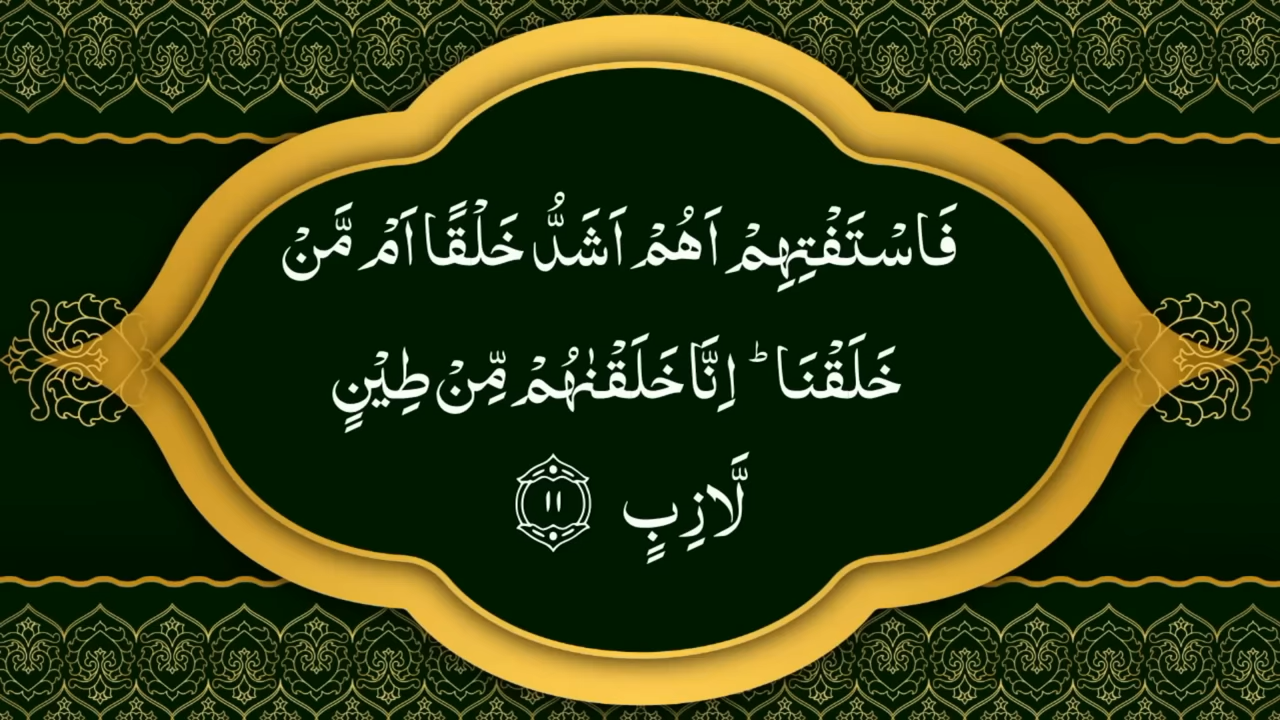 فَاسْتَفْتِهِمْ اَهُمْ اَشَدُّ خَلْقًا اَمْ مَّنْ
خَلَقْنَا ؕ اِنَّا خَلَقْنٰهُمْ مِّنْ طِيْنٍ
لَّازِبٍ ١١